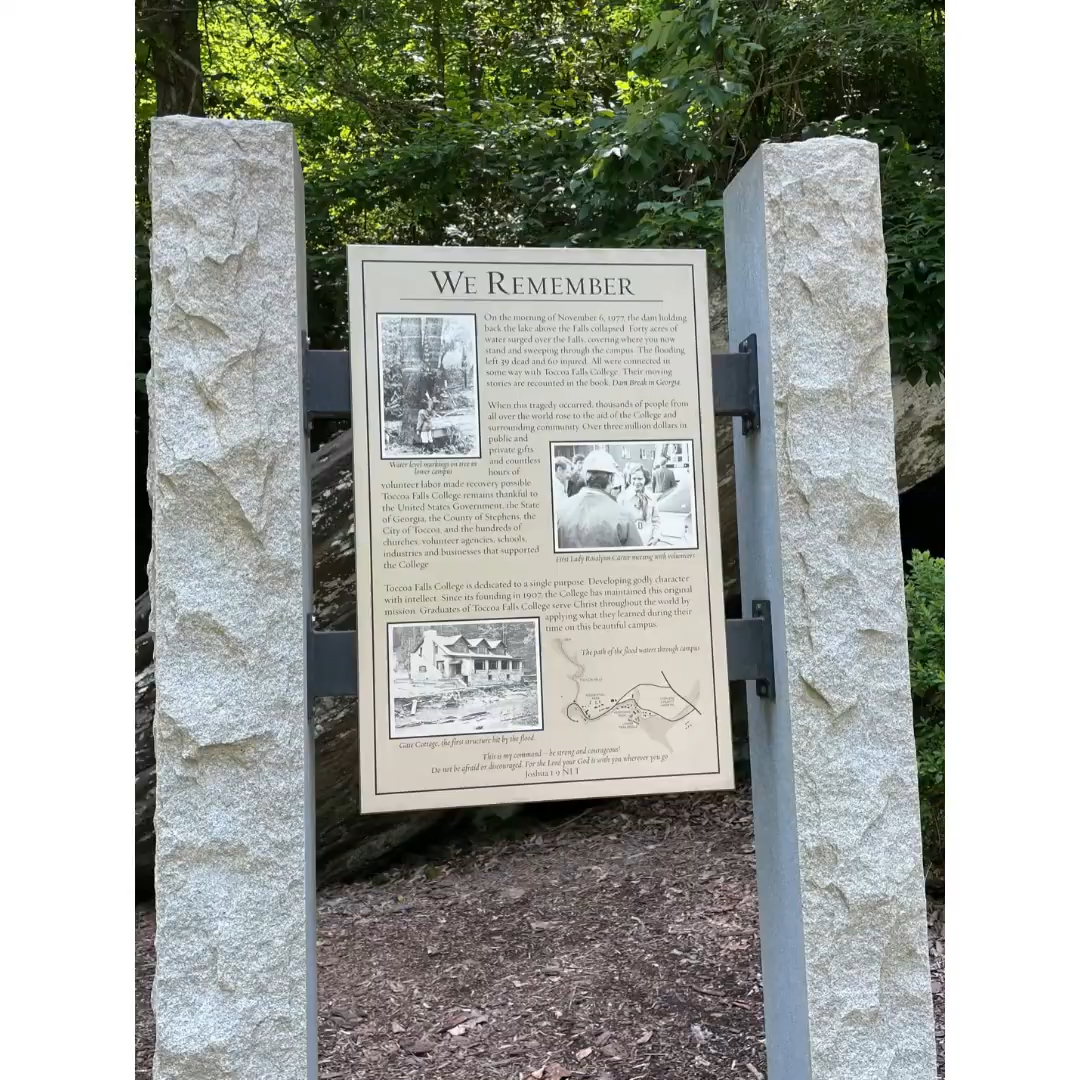 WE REMEMBER
On the morning of November 6, 1977, the dam holding
back the lake above the Falls collapsed. Forty acres of
water surged over the Falls, covering where you now
stand and sweeping through the campus. The flooding
left 39 dead and 60 injured. All were connected in
some way with Toccoa Falls College. Their moving
stories are recounted in the book, Dam Break in Georgia.
When this tragedy occurred, thousands of people from
all over the world rose to the aid of the College and
surrounding community. Over three million dollars in
public and
private gifts
and countless
hours of
volunteer labor made recovery possible.
Toccoa Falls College remains thankful to
the United States Government, the State
of Georgia, the County of Stephens, the
City of Toccoa, and the hundreds of
churches, volunteer agencies, schools,
industries and businesses that supported
the College.
Water level markings on tree in
lower campus
First Lady Rosalynn Carter meeting with volunteers
Toccoa Falls College is dedicated to a single purpose: Developing godly character
with intellect. Since its founding in 1907, the College has maintained this original
mission. Graduates of Toccoa Falls College serve Christ throughout the world by
applying what they learned during their
time on this beautiful campus.
The path of the flood waters through campus
Gate Cottage, the first structure hit by the flood.
This is my command—be strong and courageous!
Do not be afraid or discouraged. For the Lord your God is with you wherever you go
Joshua 1:9 NLT